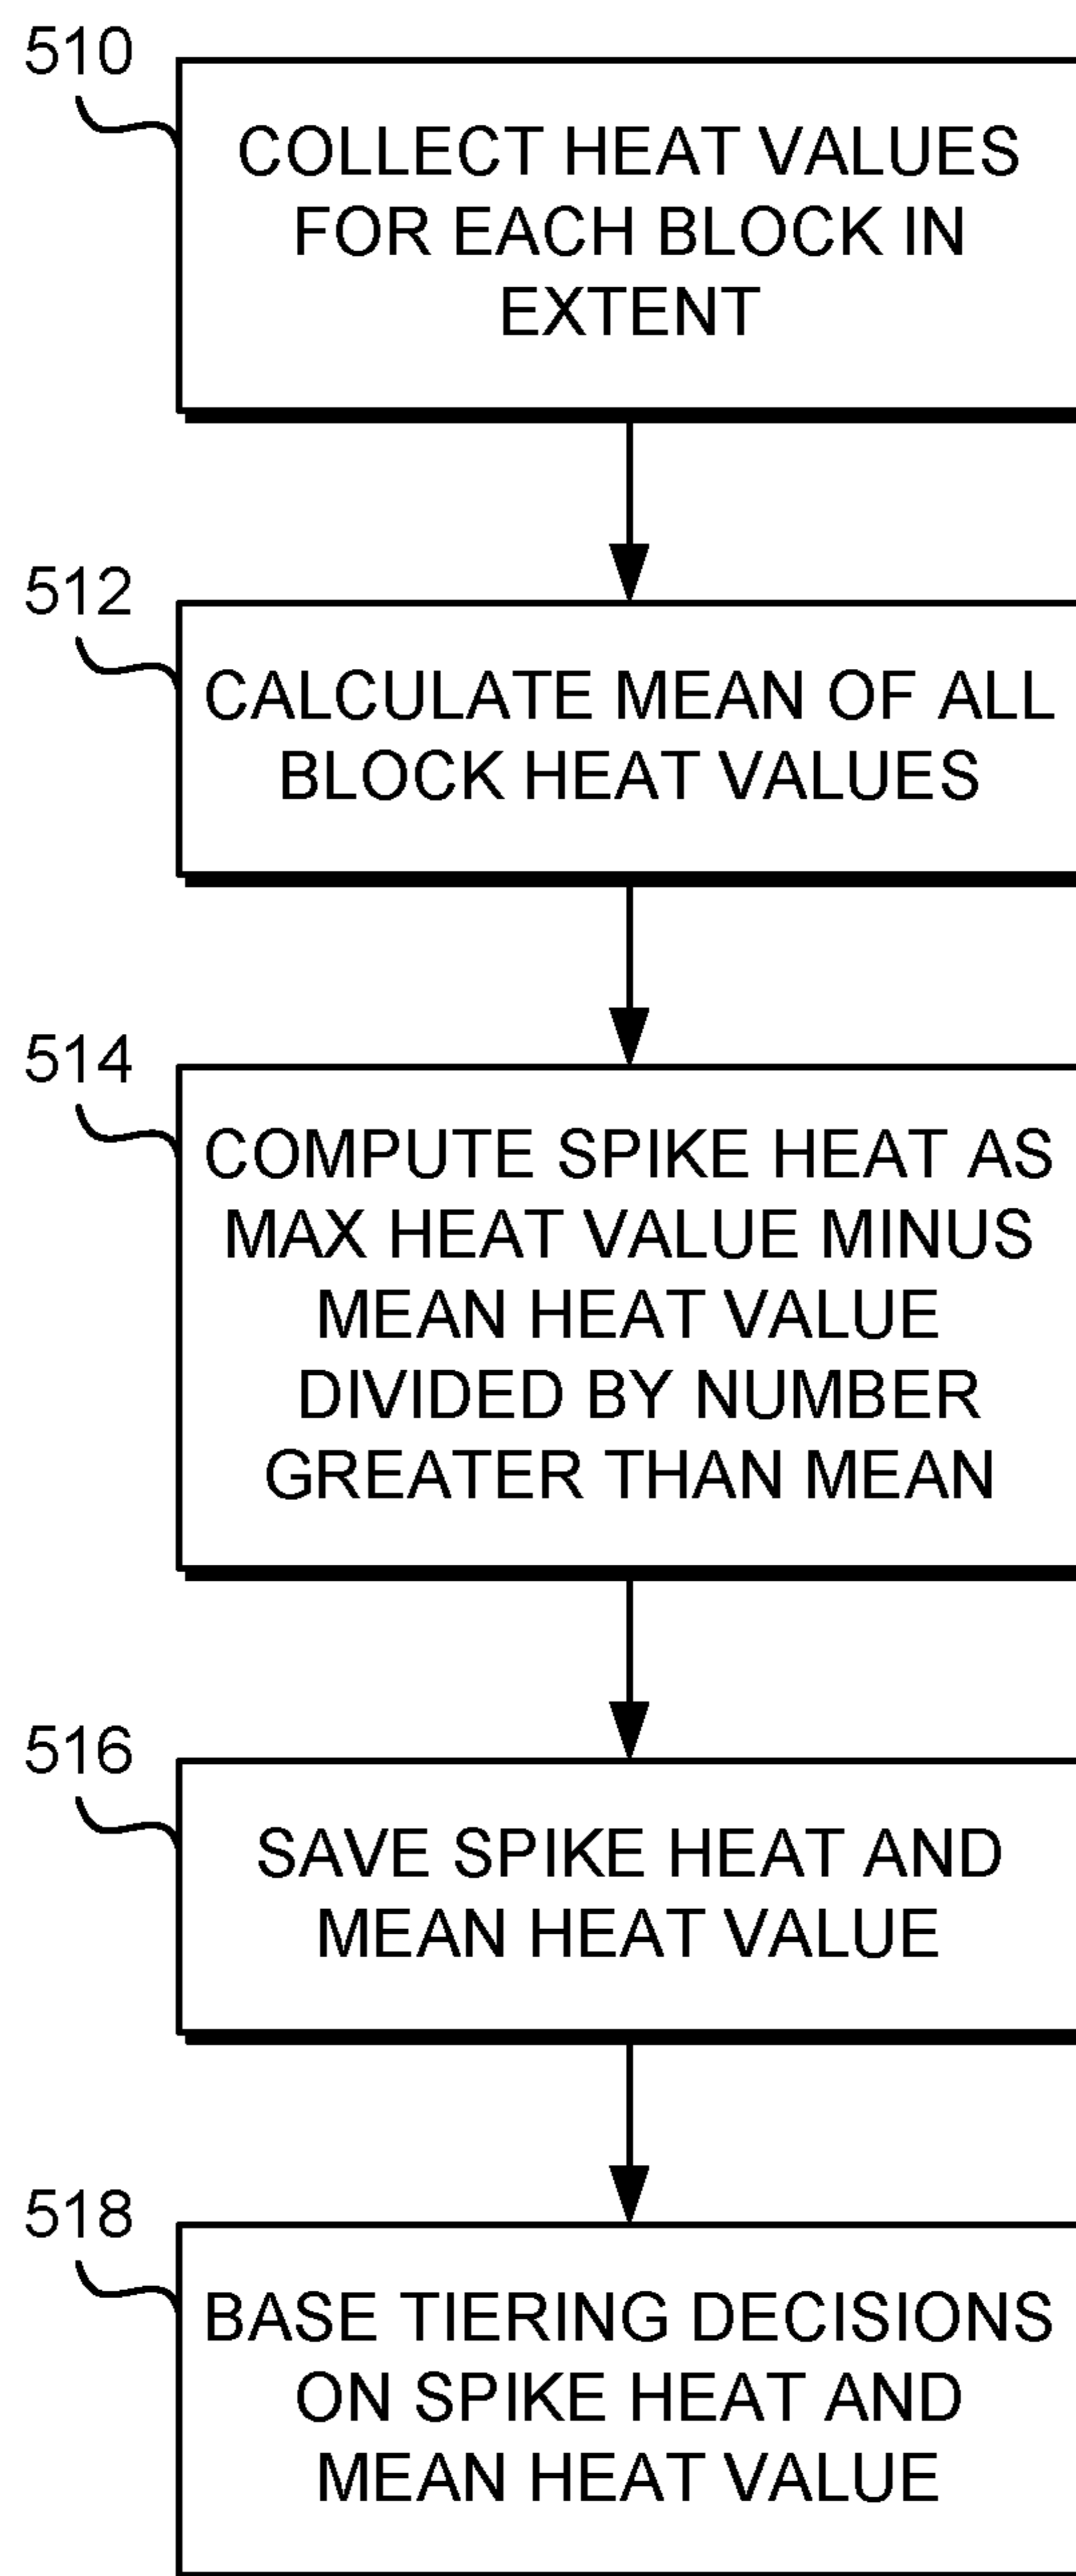 510
COLLECT HEAT VALUES
FOR EACH BLOCK IN
EXTENT
512
CALCULATE MEAN OF ALL
BLOCK HEAT VALUES
514
COMPUTE SPIKE HEAT AS
MAX HEAT VALUE MINUS
MEAN HEAT VALUE
DIVIDED BY NUMBER
GREATER THAN MEAN
516
SAVE SPIKE HEAT AND
MEAN HEAT VALUE
518
BASE TIERING DECISIONS
ON SPIKE HEAT AND
MEAN HEAT VALUE